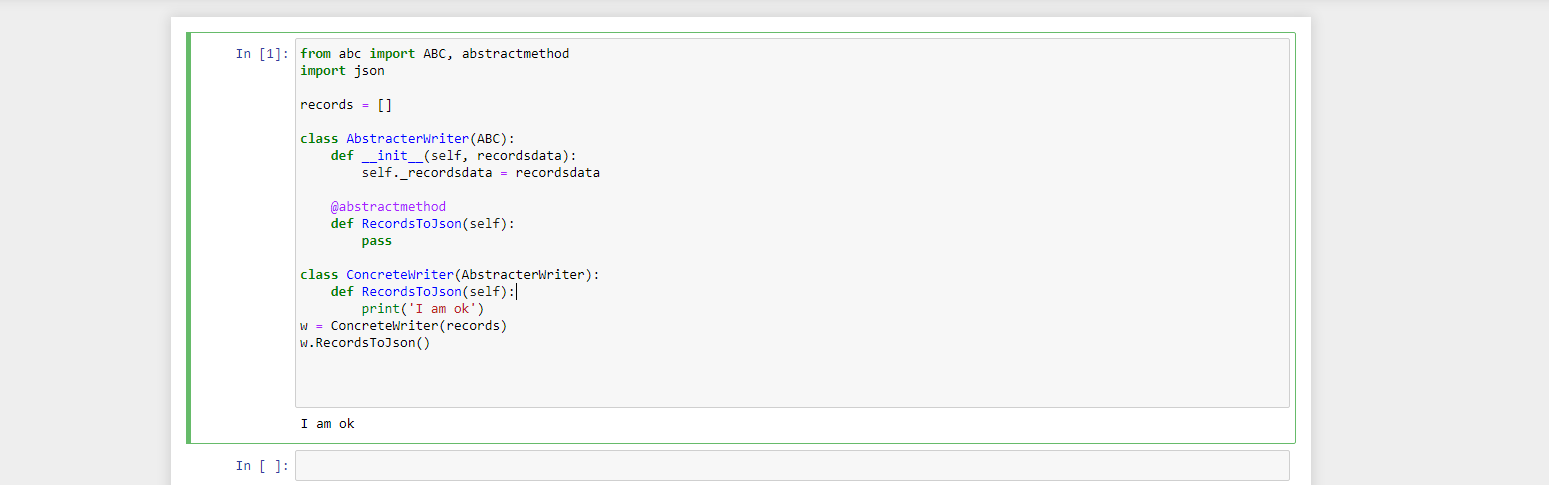 In [1]: from abc import ABC, abstractmethod
import json
records = []
class AbstracterWriter(ABC):
    def __init__(self, recordsdata):
        self._recordsdata = recordsdata
    @abstractmethod
    def RecordsToJson(self):
        pass
class ConcreteWriter(AbstracterWriter):
    def RecordsToJson(self):
        print('I am ok')
w = ConcreteWriter(records)
w.RecordsToJson()
I am ok
In [ ]: